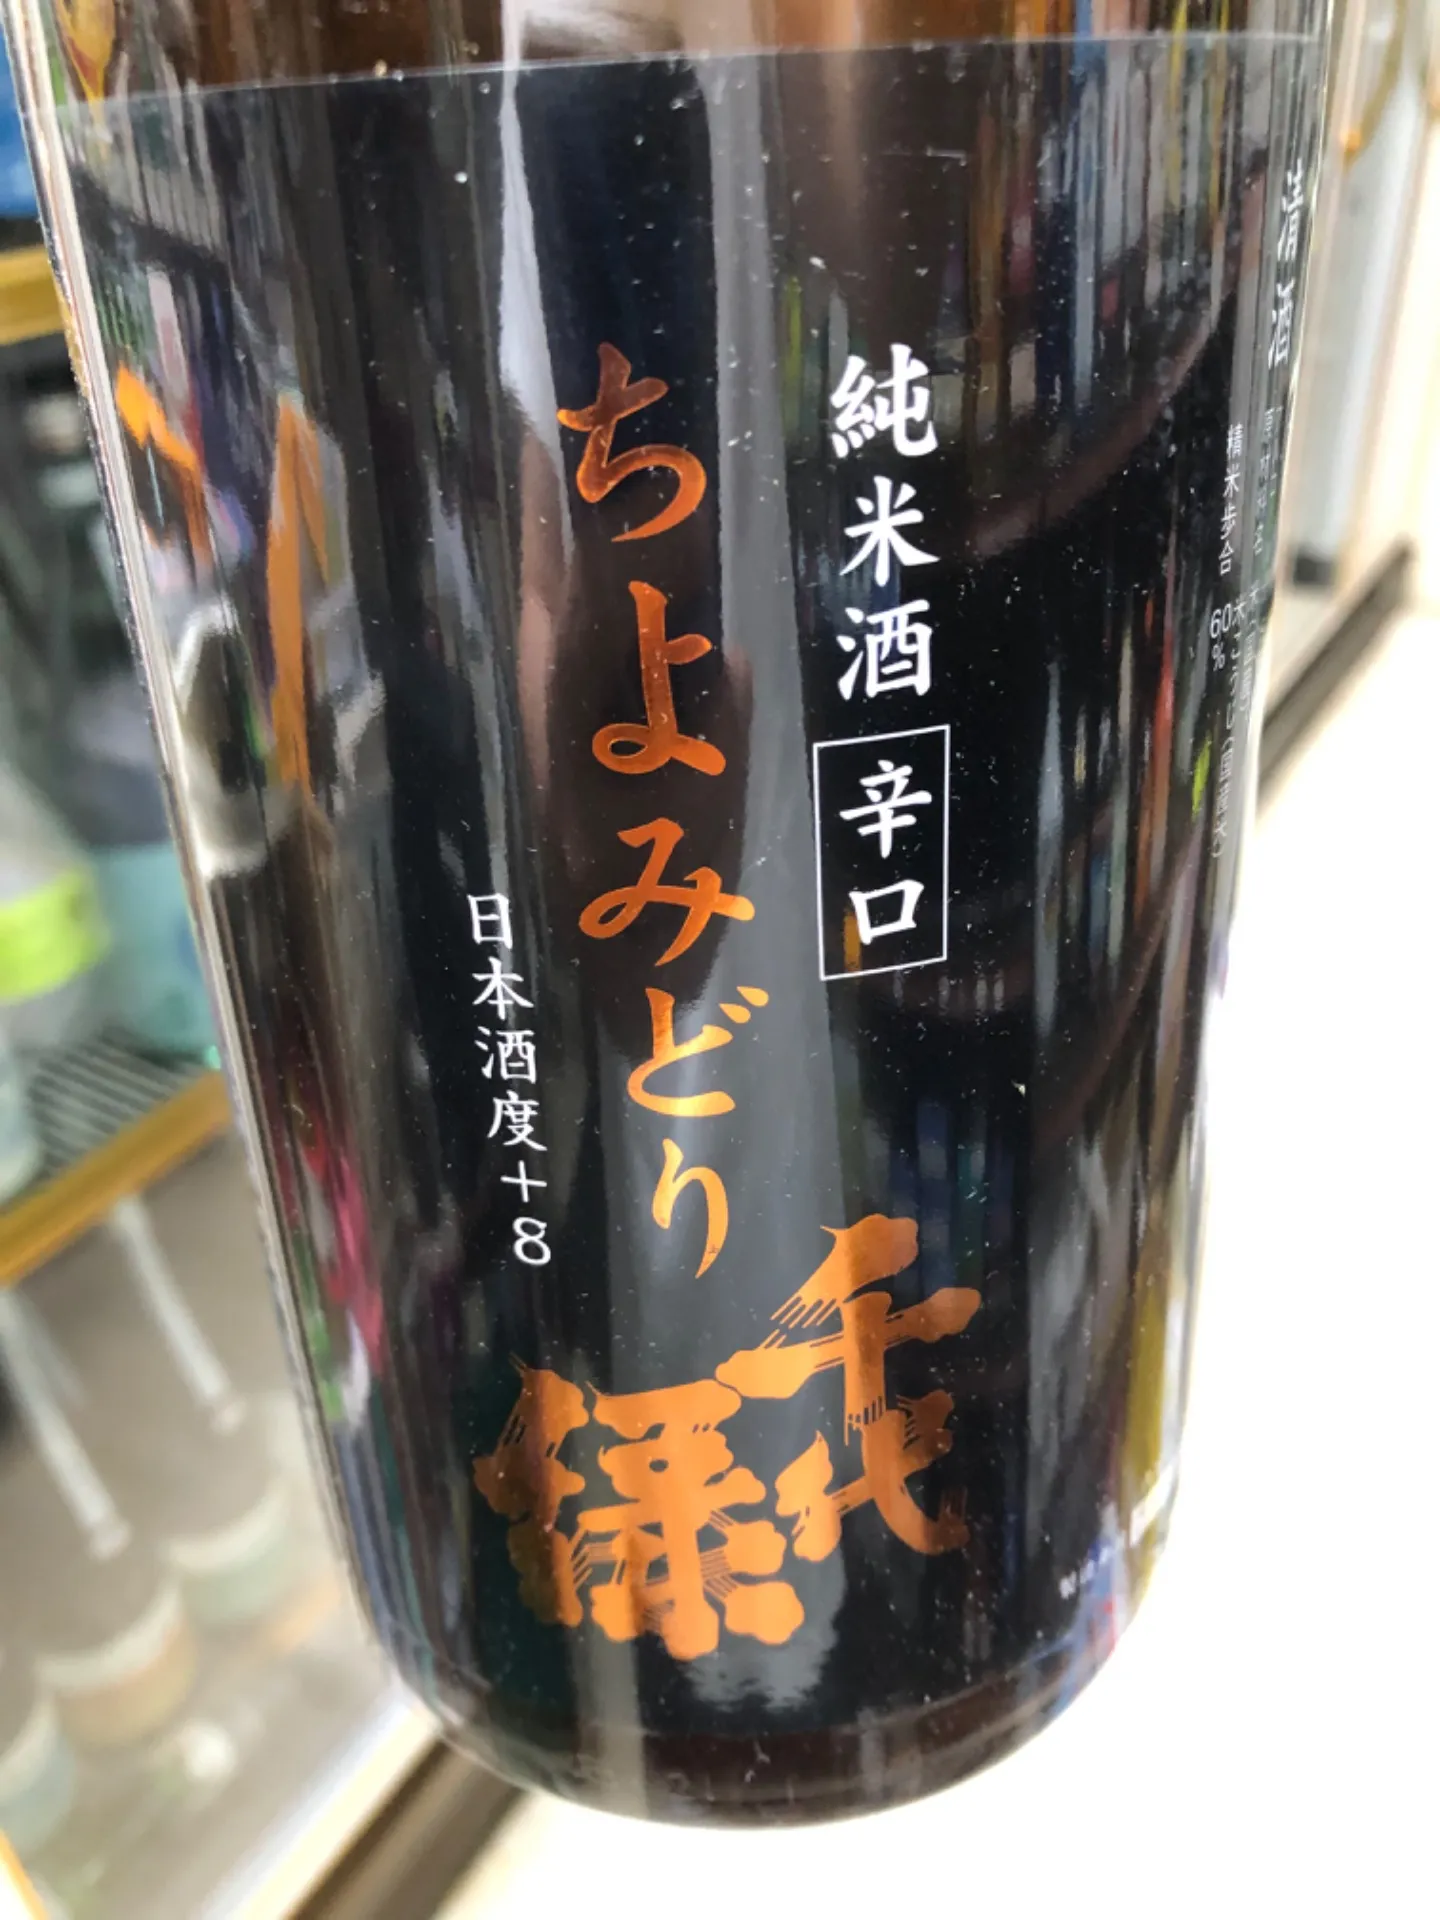 清酒
精米歩合 60%
純米酒
辛口
ちよみどり
日本酒度+8
千代緑